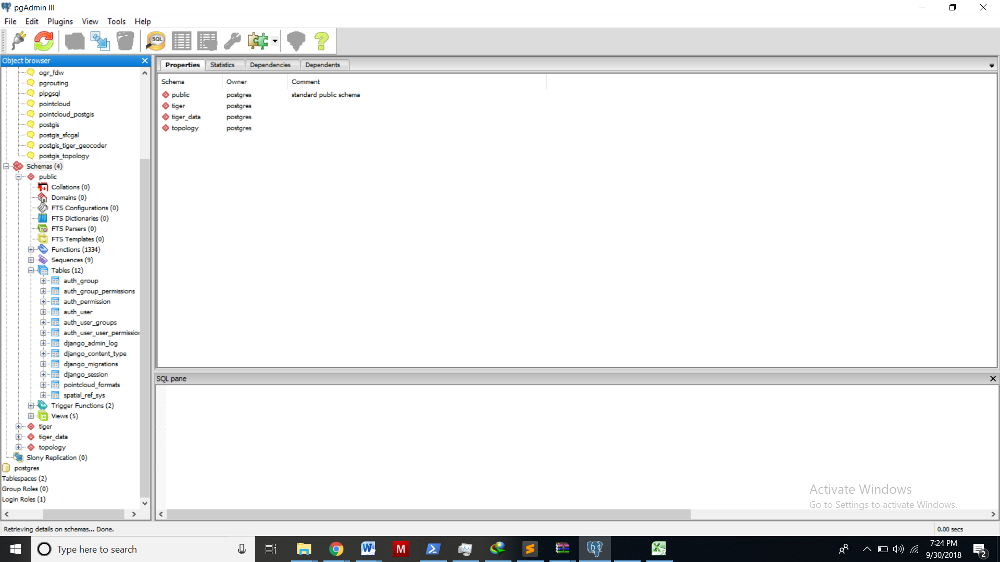 pgAdmin III
File Edit Plugins View Tools Help
SQL
Object browser
ogr_fdw
pgrouting
plpgsql
pointcloud
pointcloud_postgis
postgis
postgis_sfcgal
postgis_tiger_geocoder
postgis_topology
Schemas (4)
public
Collations (0)
Domains (0)
FTS Configurations (0)
FTS Dictionaries (0)
FTS Parsers (0)
FTS Templates (0)
Functions (1334)
Sequences (9)
Tables (12)
auth_group
auth_group_permissions
auth_permission
auth_user
auth_user_groups
auth_user_user_permission
django_admin_log
django_content_type
django_migrations
django_session
pointcloud_formats
spatial_ref_sys
Trigger Functions (2)
Views (5)
tiger
tiger_data
topology
Slony Replication (0)
postgres
Tablespaces (2)
Group Roles (0)
Login Roles (1)
Properties Statistics Dependencies Dependents
Schema Owner Comment
public postgres standard public schema
tiger postgres
tiger_data postgres
topology postgres
SQL pane
Activate Windows
Go to Settings to activate Windows.
Retrieving details on schemas... Done. 0.00 secs
Type here to search
7:24 PM
9/30/2018
2